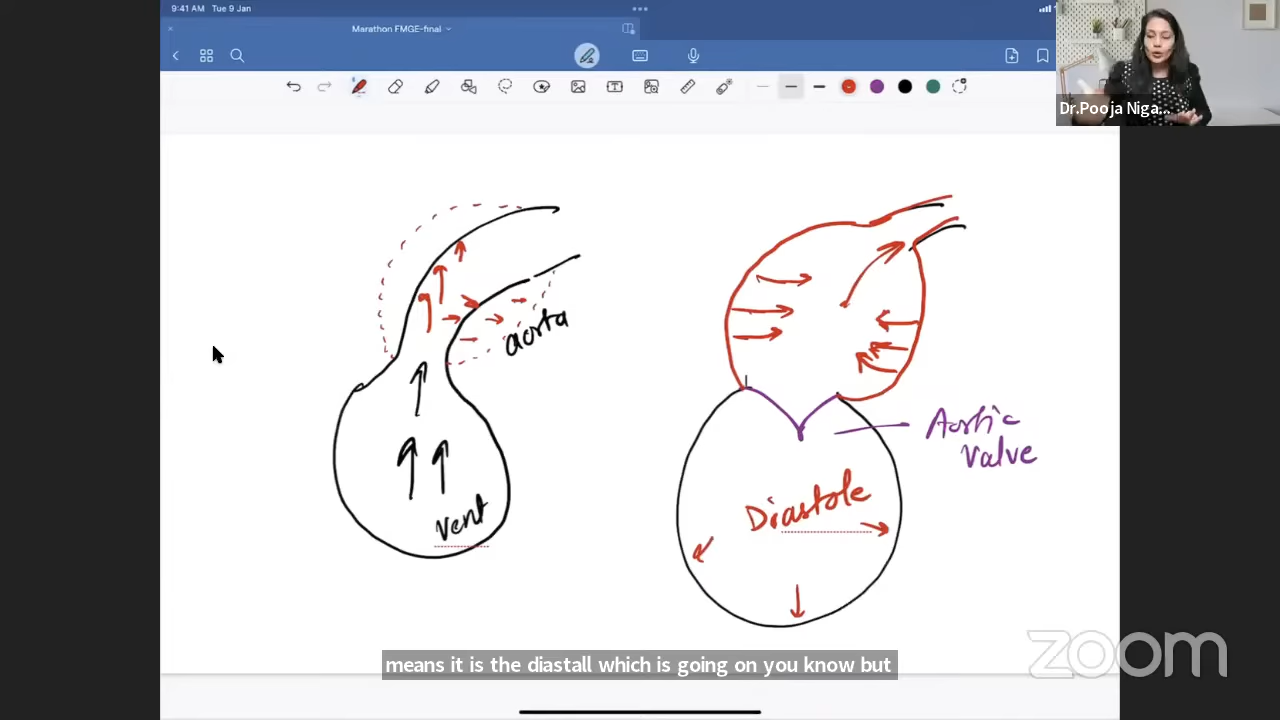 9:41 AM Tue 9 Jan
Marathon FMGE-final
Dr.Pooja Niga...
aorta
vent
Aortic
valve
Diastole
means it is the diastall which is going on you know but
zoom